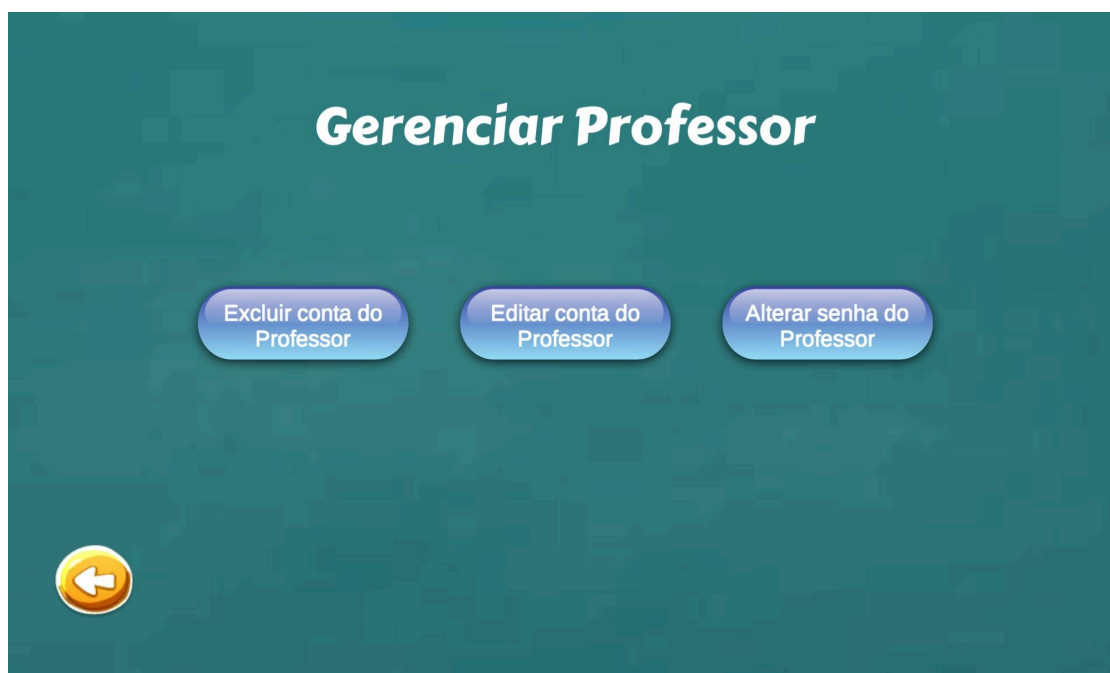 Gerenciar Professor
Excluir conta do
Professor
Editar conta do
Professor
Alterar senha do
Professor